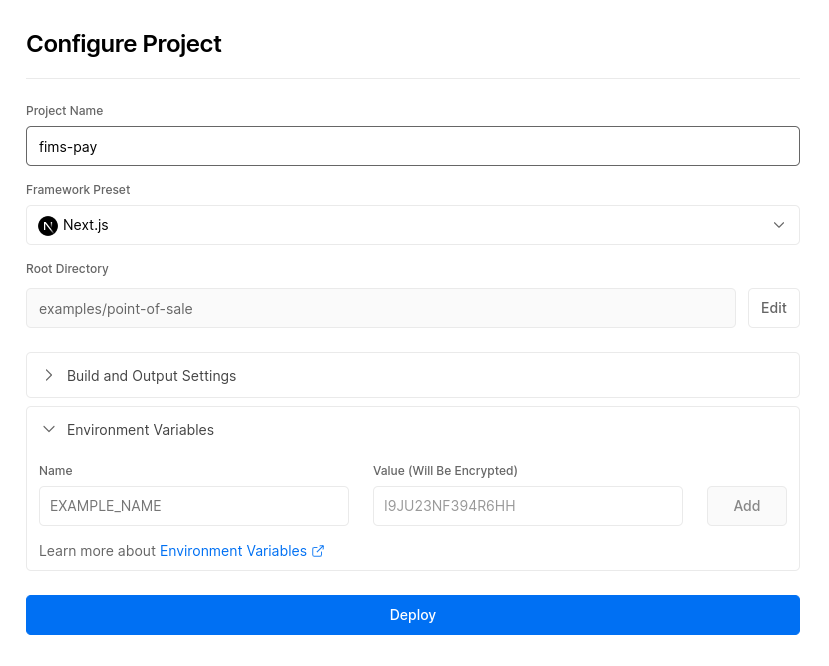 Configure Project
Project Name
fims-pay
Framework Preset
N Next.js
Root Directory
examples/point-of-sale
Edit
Build and Output Settings
Environment Variables
Name
Value (Will Be Encrypted)
EXAMPLE_NAME
I9JU23NF394R6HH
Add
Learn more about Environment Variables
Deploy